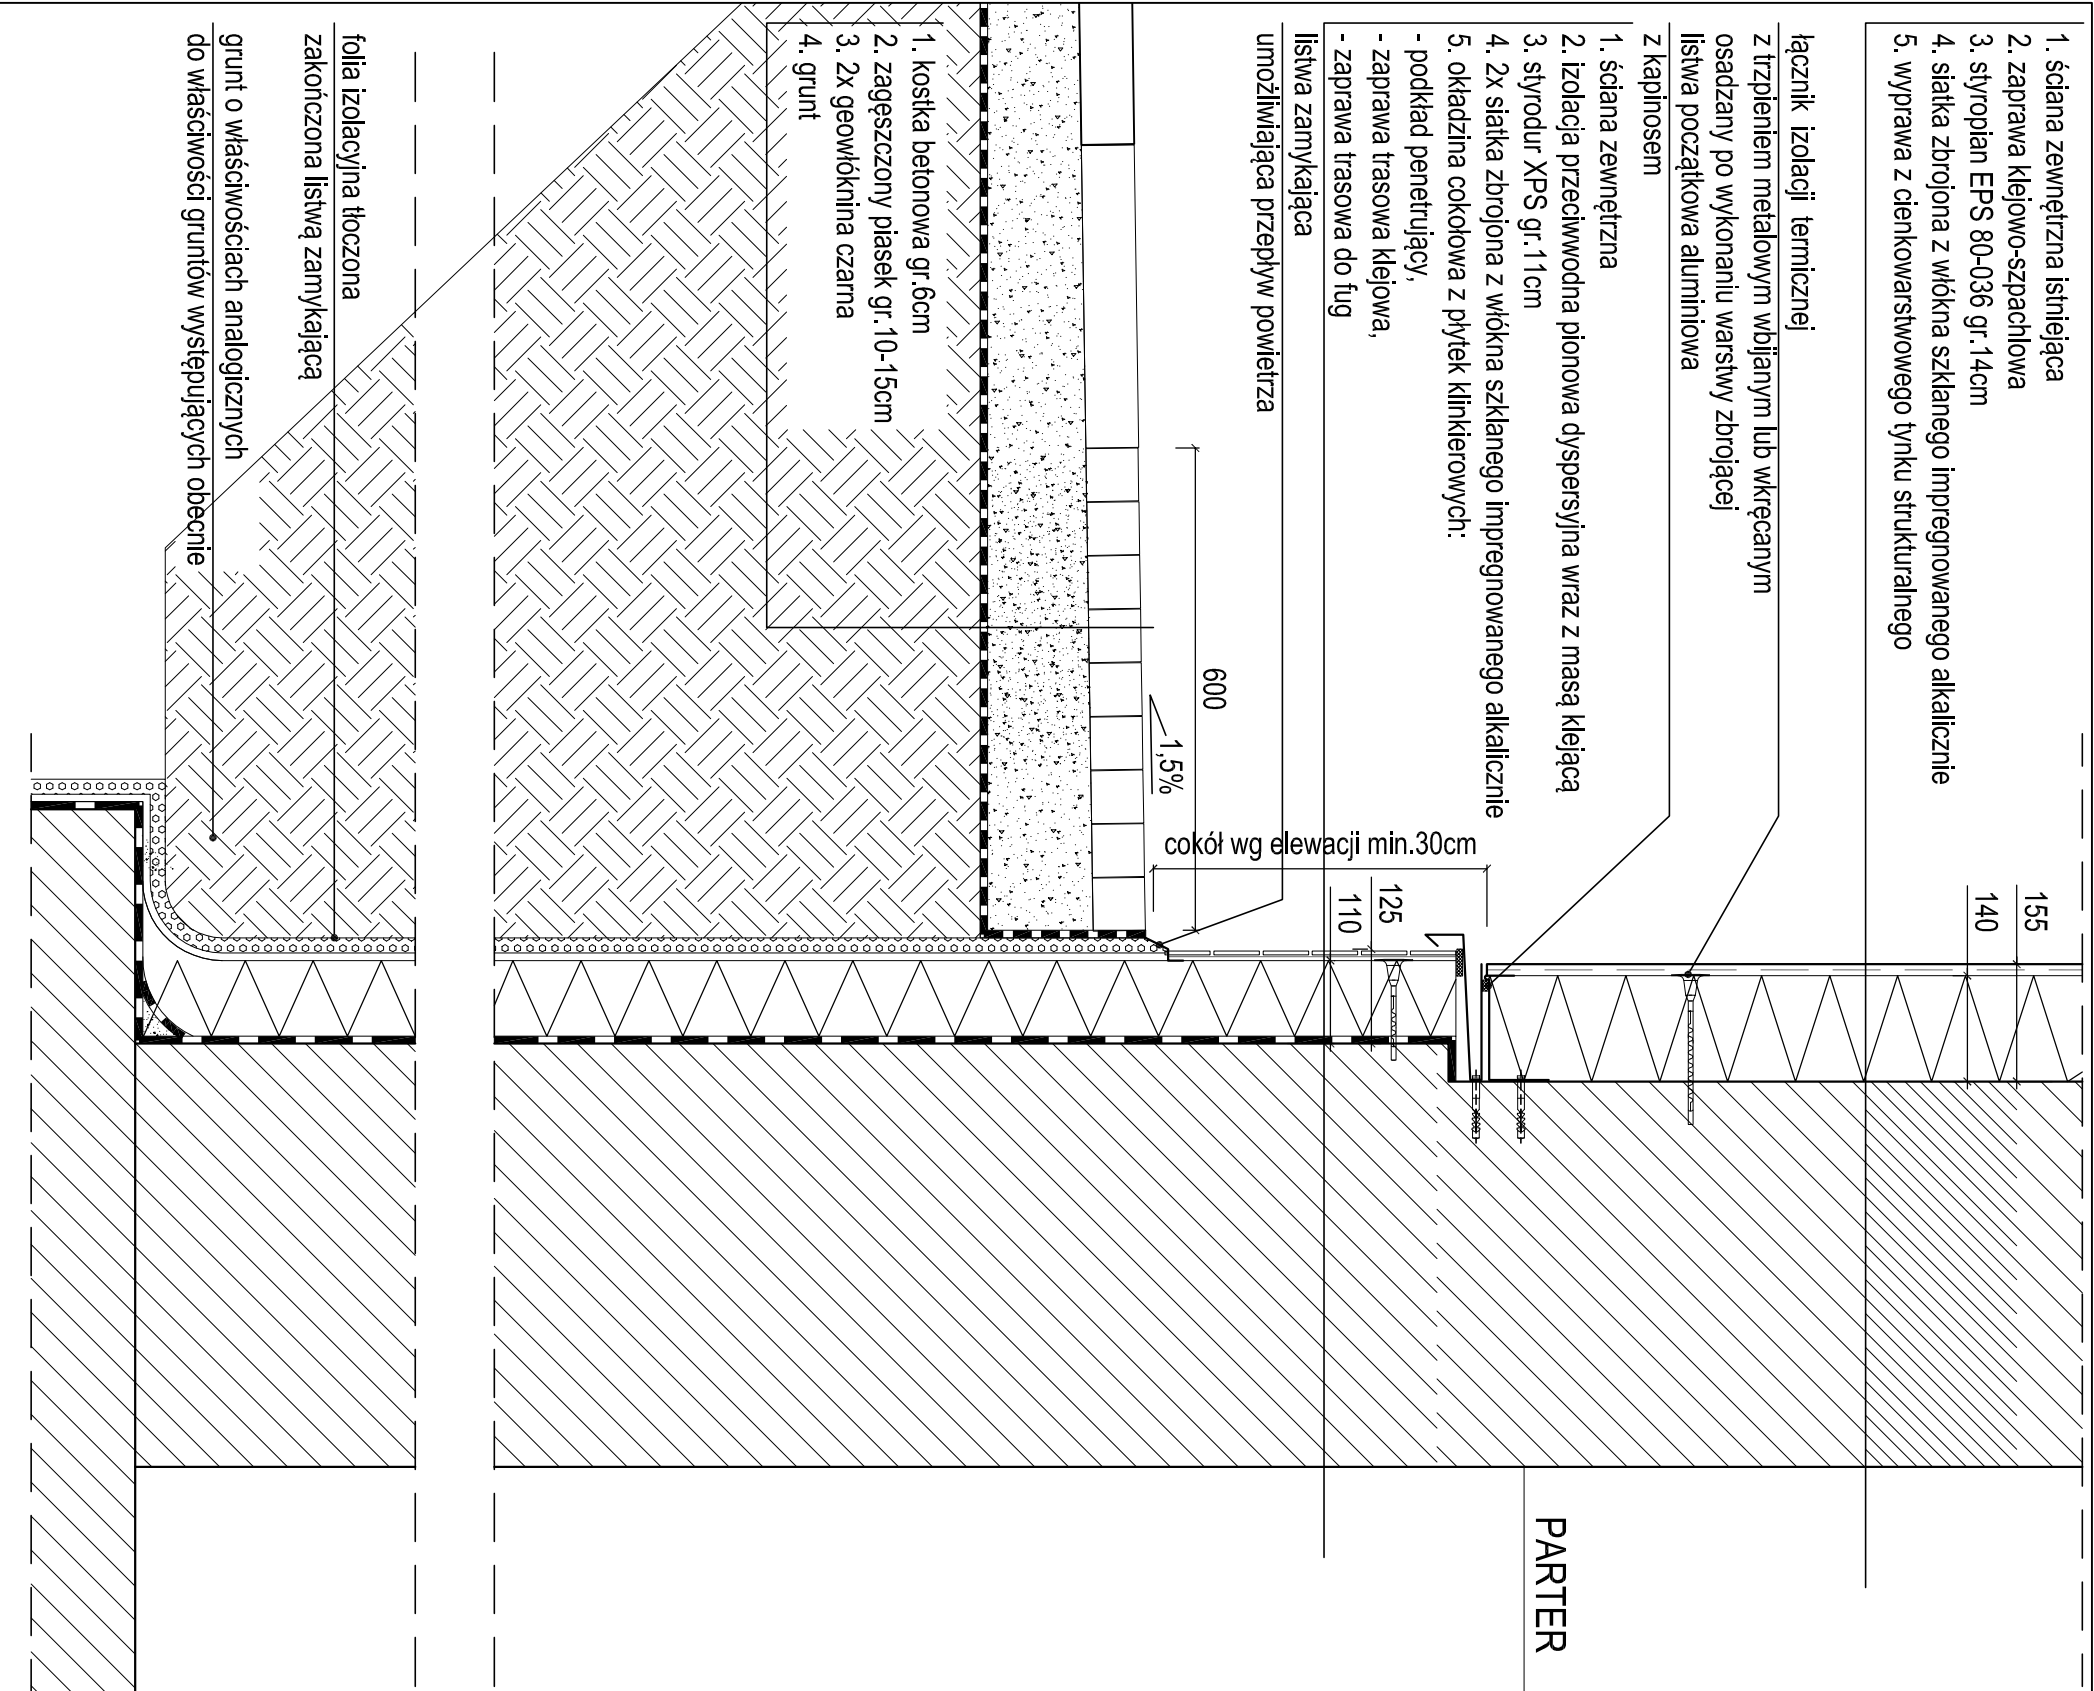 1. ściana zewnętrzna istniejąca
2. zaprawa klejowo-szpachlowa
3. styropian EPS 80-036 gr.14cm
4. siatka zbrojona z włókna szklanego impregnowanego alkalicznie
5. wyprawa z cienkowarstwowego tynku strukturalnego
155
140
łącznik izolacji termicznej
z trzpieniem metalowym wbijanym lub wkręcanym
osadzany po wykonaniu warstwy zbrojącej
listwa początkowa aluminiowa
z kapinosem
1. ściana zewnętrzna
2. izolacja przeciwwodna pionowa dyspersyjna wraz z masą klejącą
3. styrodur XPS gr.11cm
4. 2x siatka zbrojona z włókna szklanego impregnowanego alkalicznie
5. okładzina cokołowa z płytek klinkierowych:
- podkład penetrujący,
- zaprawa trasowa klejowa,
- zaprawa trasowa do fug
PARTER
125
110
cokół wg elewacji min.30cm
listwa zamykająca
umożliwiająca przepływ powietrza
600
1,5%
1. kostka betonowa gr.6cm
2. zagęszczony piasek gr.10-15cm
3. 2x geowłóknina czarna
4. grunt
folia izolacyjna tłoczona
zakończona listwą zamykającą
grunt o właściwościach analogicznych
do właściwości gruntów występujących obecnie